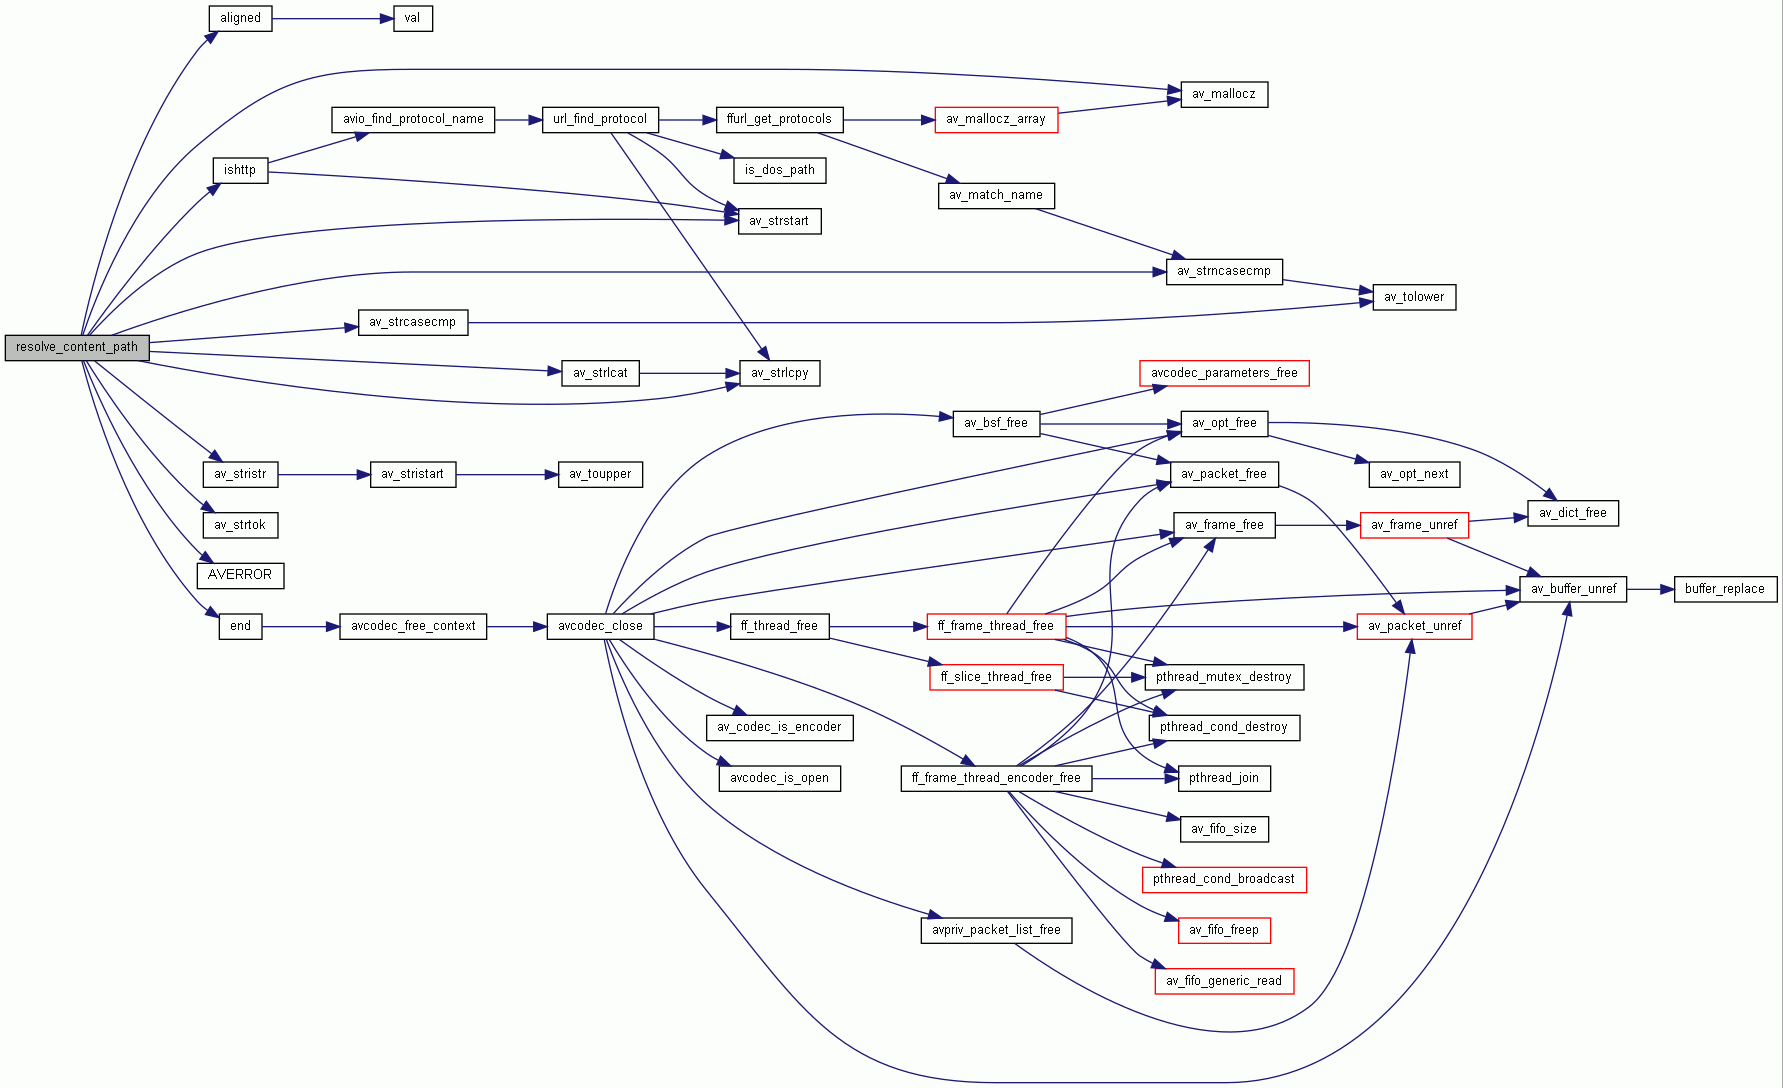 aligned
val
av_mallocz
avio_find_protocol_name
url_find_protocol
ffurl_get_protocols
av_mallocz_array
ishttp
is_dos_path
av_match_name
av_strstart
av_strncasecmp
av_tolower
av_strcasecmp
resolve_content_path
av_strlcat
av_strlcpy
avcodec_parameters_free
av_bsf_free
av_opt_free
av_stristr
av_stristart
av_toupper
av_packet_free
av_opt_next
av_strtok
av_frame_free
av_frame_unref
av_dict_free
AVERROR
av_buffer_unref
buffer_replace
end
avcodec_free_context
avcodec_close
ff_thread_free
ff_frame_thread_free
av_packet_unref
ff_slice_thread_free
pthread_mutex_destroy
av_codec_is_encoder
pthread_cond_destroy
avcodec_is_open
ff_frame_thread_encoder_free
pthread_join
av_fifo_size
pthread_cond_broadcast
avpriv_packet_list_free
av_fifo_freep
av_fifo_generic_read